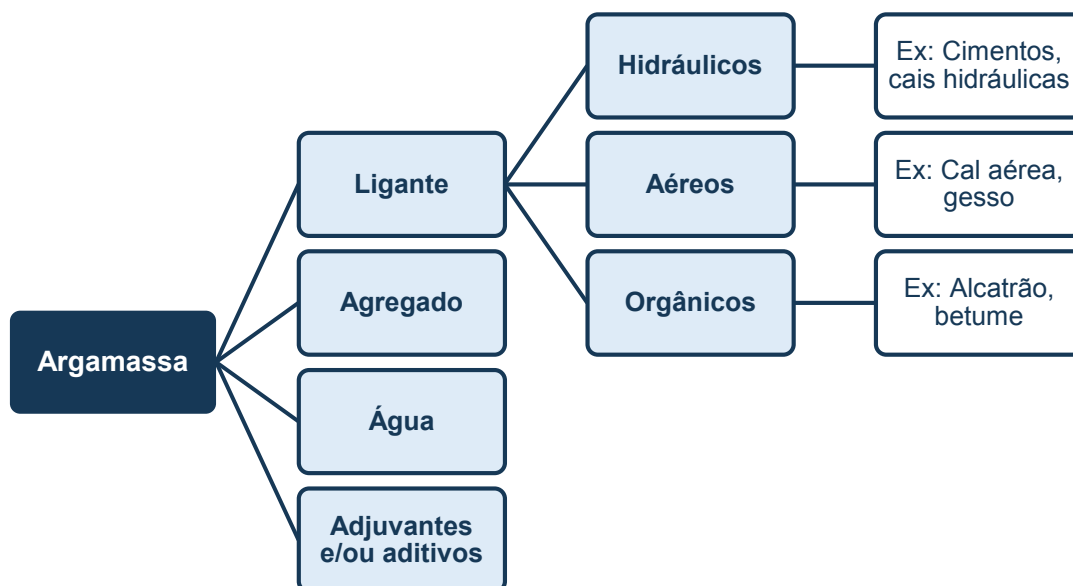 Argamassa
Ligante
Agregado
Água
Adjuvantes
e/ou aditivos
Hidráulicos
Aéreos
Orgânicos
Ex: Cimentos,
cais hidráulicas
Ex: Cal aérea,
gesso
Ex: Alcatrão,
betume